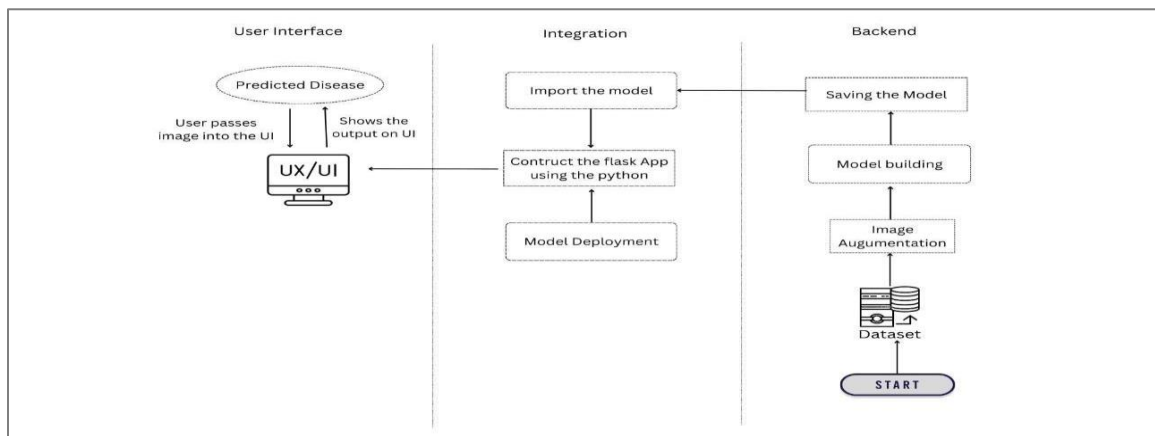 User Interface
Integration
Backend
Predicted Disease
Import the model
Saving the Model
User passes
image into the UI
Shows the
output on UI
UX/UI
Contruct the flask App
using the python
Model building
Model Deployment
Image
Augumentation
Dataset
START